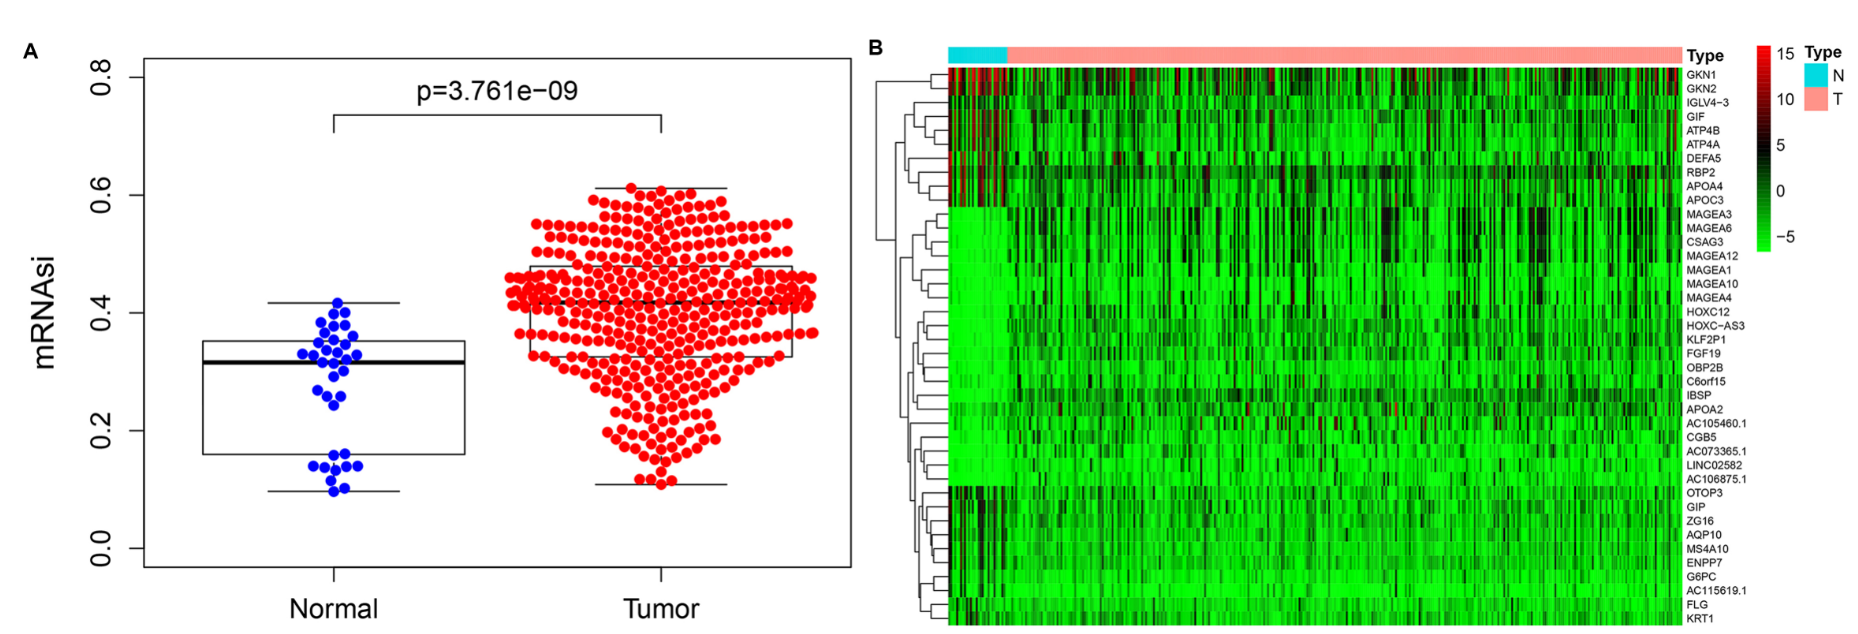 A
p=3.761e−09
mRNAsi
0.8
0.6
0.4
0.2
0.0
Normal
Tumor
B
Type
GKN1
GKN2
IGLV4−3
GIF
ATP4B
ATP4A
DEFA5
RBP2
APOA4
APOC3
MAGEA3
MAGEA6
CSAG3
MAGEA12
MAGEA1
MAGEA10
MAGEA4
HOXC12
HOXC−AS3
KLF2P1
FGF19
OBP2B
C6orf15
IBSP
APOA2
AC105460.1
CGB5
AC073365.1
LINC02582
AC106875.1
OTOP3
GIP
ZG16
AQP10
MS4A10
ENPP7
G6PC
AC115619.1
FLG
KRT1
15
10
5
0
−5
Type
N
T